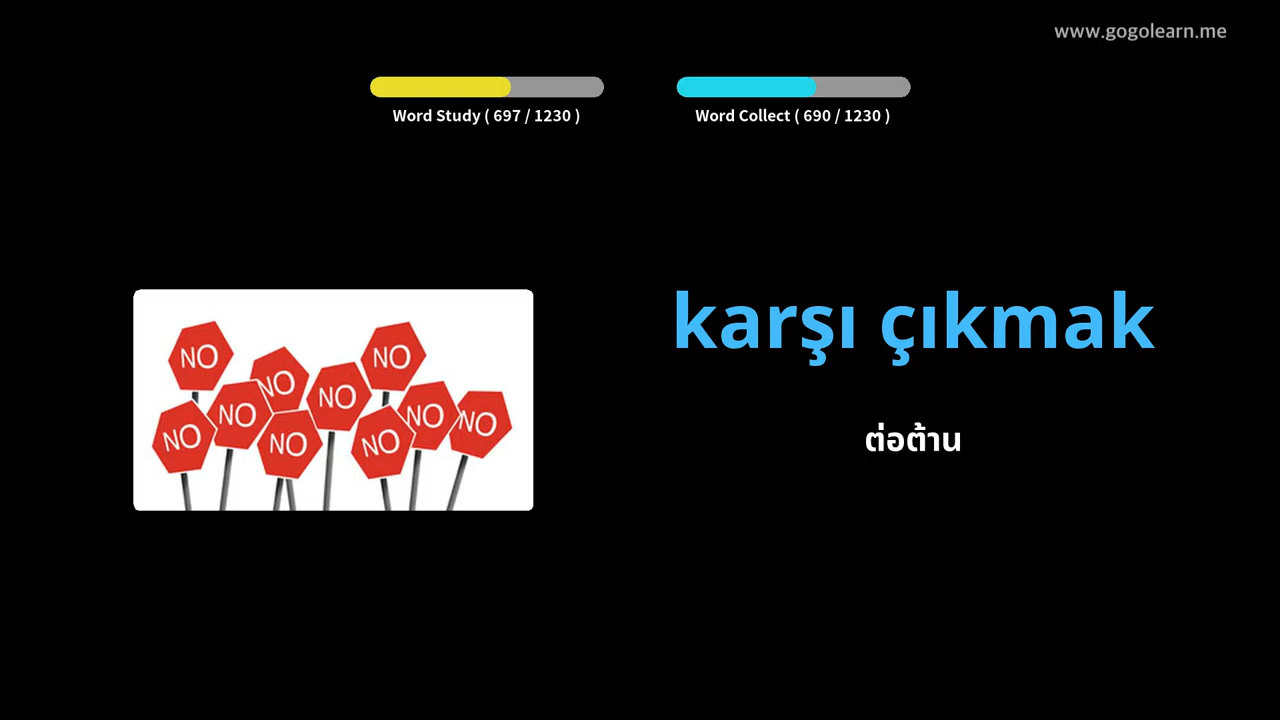 www.gogolearn.me
Word Study ( 697 / 1230 )
Word Collect ( 690 / 1230 )
karşı çıkmak
ต่อต้าน
NO
NO
NO
NO
NO
NO
NO
NO
NO
NO